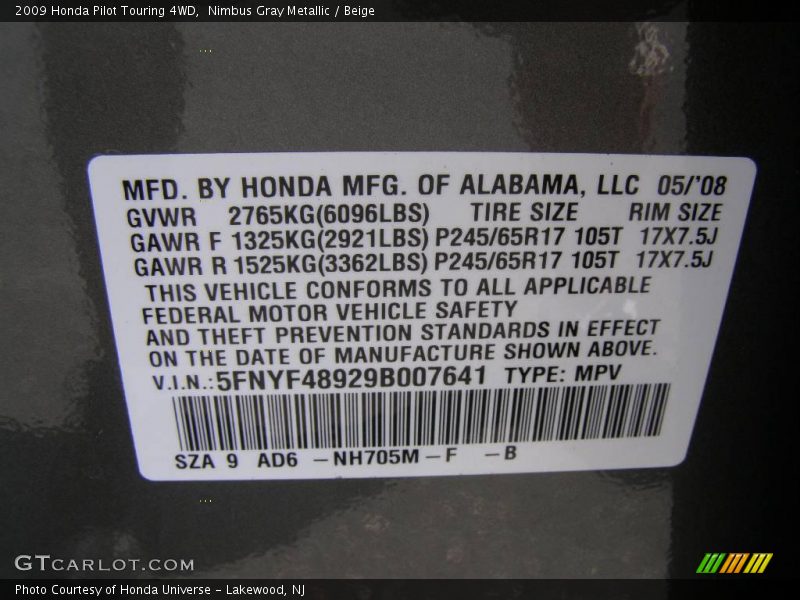 2009 Honda Pilot Touring 4WD,  Nimbus Gray Metallic / Beige
MFD. BY HONDA MFG. OF ALABAMA, LLC 05/'08
GVWR 2765KG(6096LBS) TIRE SIZE RIM SIZE
GAWR F 1325KG(2921LBS) P245/65R17 105T 17X7.5J
GAWR R 1525KG(3362LBS) P245/65R17 105T 17X7.5J
THIS VEHICLE CONFORMS TO ALL APPLICABLE
FEDERAL MOTOR VEHICLE SAFETY
AND THEFT PREVENTION STANDARDS IN EFFECT
ON THE DATE OF MANUFACTURE SHOWN ABOVE.
V.I.N.:5FNYF48929B007641 TYPE: MPV
SZA 9 AD6 –NH705M–F –B
GTCARLOT.COM
Photo Courtesy of Honda Universe - Lakewood, NJ